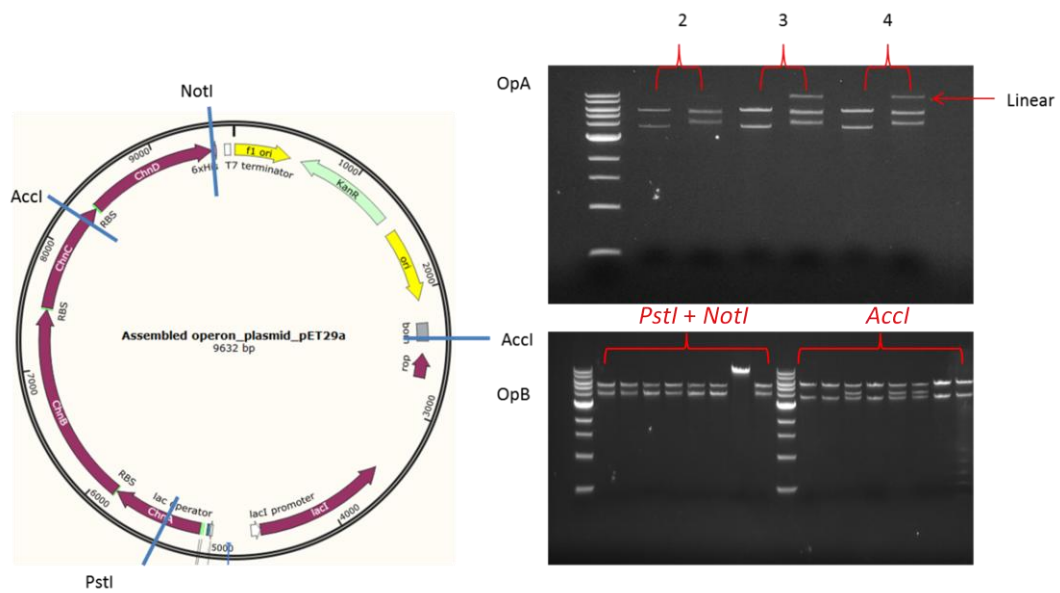 NotI
AccI
PstI
AccI
9000
8000
7000
6000
5000
4000
3000
2000
1000
6xHis
T7 terminator
f1 ori
KanR
ori
bom
rop
lacI
lacI promoter
lac operator
ChnA
RBS
ChnB
RBS
ChnC
RBS
ChnD
Assembled operon_plasmid_pET29a
9632 bp
OpA
2 3 4
Linear
OpB
PstI + NotI AccI